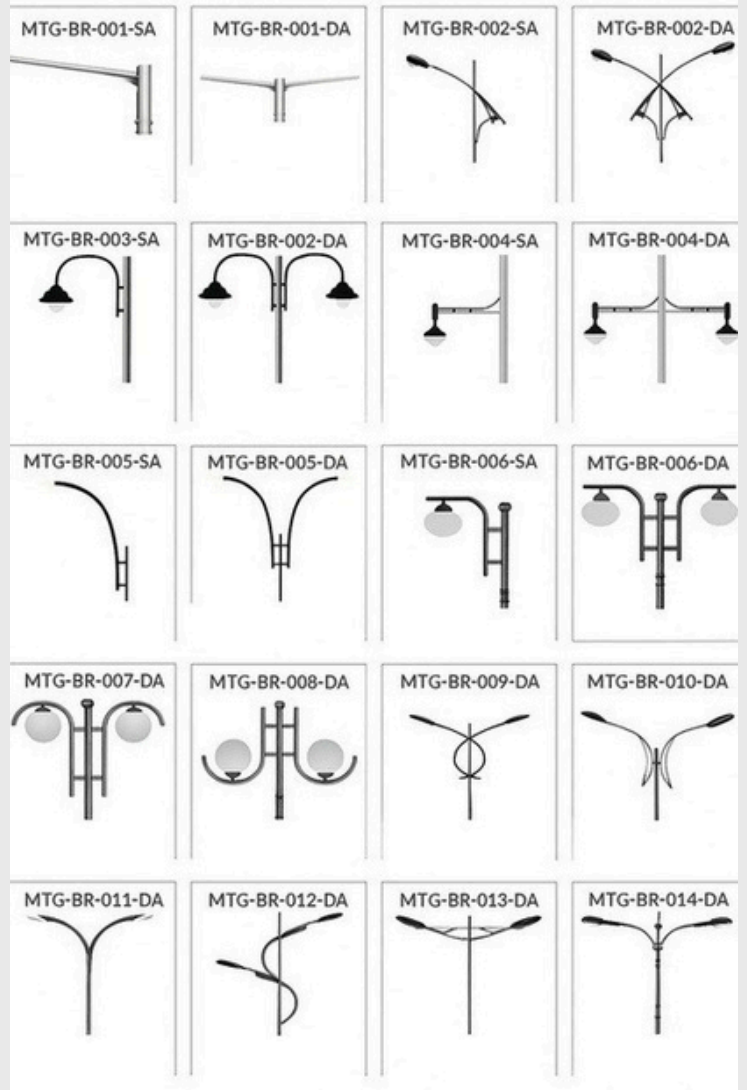 MTG-BR-001-SA
MTG-BR-001-DA
MTG-BR-002-SA
MTG-BR-002-DA
MTG-BR-003-SA
MTG-BR-002-DA
MTG-BR-004-SA
MTG-BR-004-DA
MTG-BR-005-SA
MTG-BR-005-DA
MTG-BR-006-SA
MTG-BR-006-DA
MTG-BR-007-DA
MTG-BR-008-DA
MTG-BR-009-DA
MTG-BR-010-DA
MTG-BR-011-DA
MTG-BR-012-DA
MTG-BR-013-DA
MTG-BR-014-DA